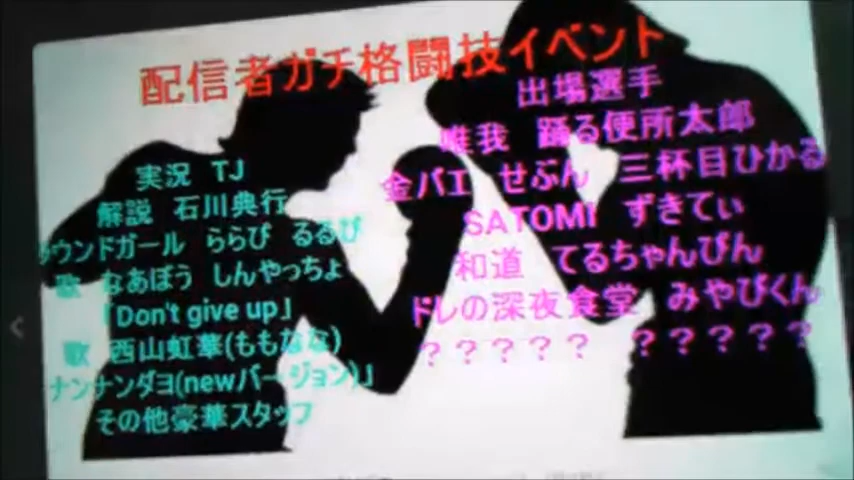 配信者ガチ格闘技イベント
実況 TJ
解説 石川典行
ラウンドガール ららぴ るるぴ
歌 なあぼう しんやっちょ
「Don't give up」
歌 西山虹華(ももなな)
ナンナンダヨ(newバージョン)」
その他豪華スタッフ
出場選手
唯我 踊る便所太郎
金バエ せぶん 三杯目ひかる
SATOMI ずきてぃ
和道 てるちゃんぴん
ドレの深夜食堂 みやびくん
????? ?????